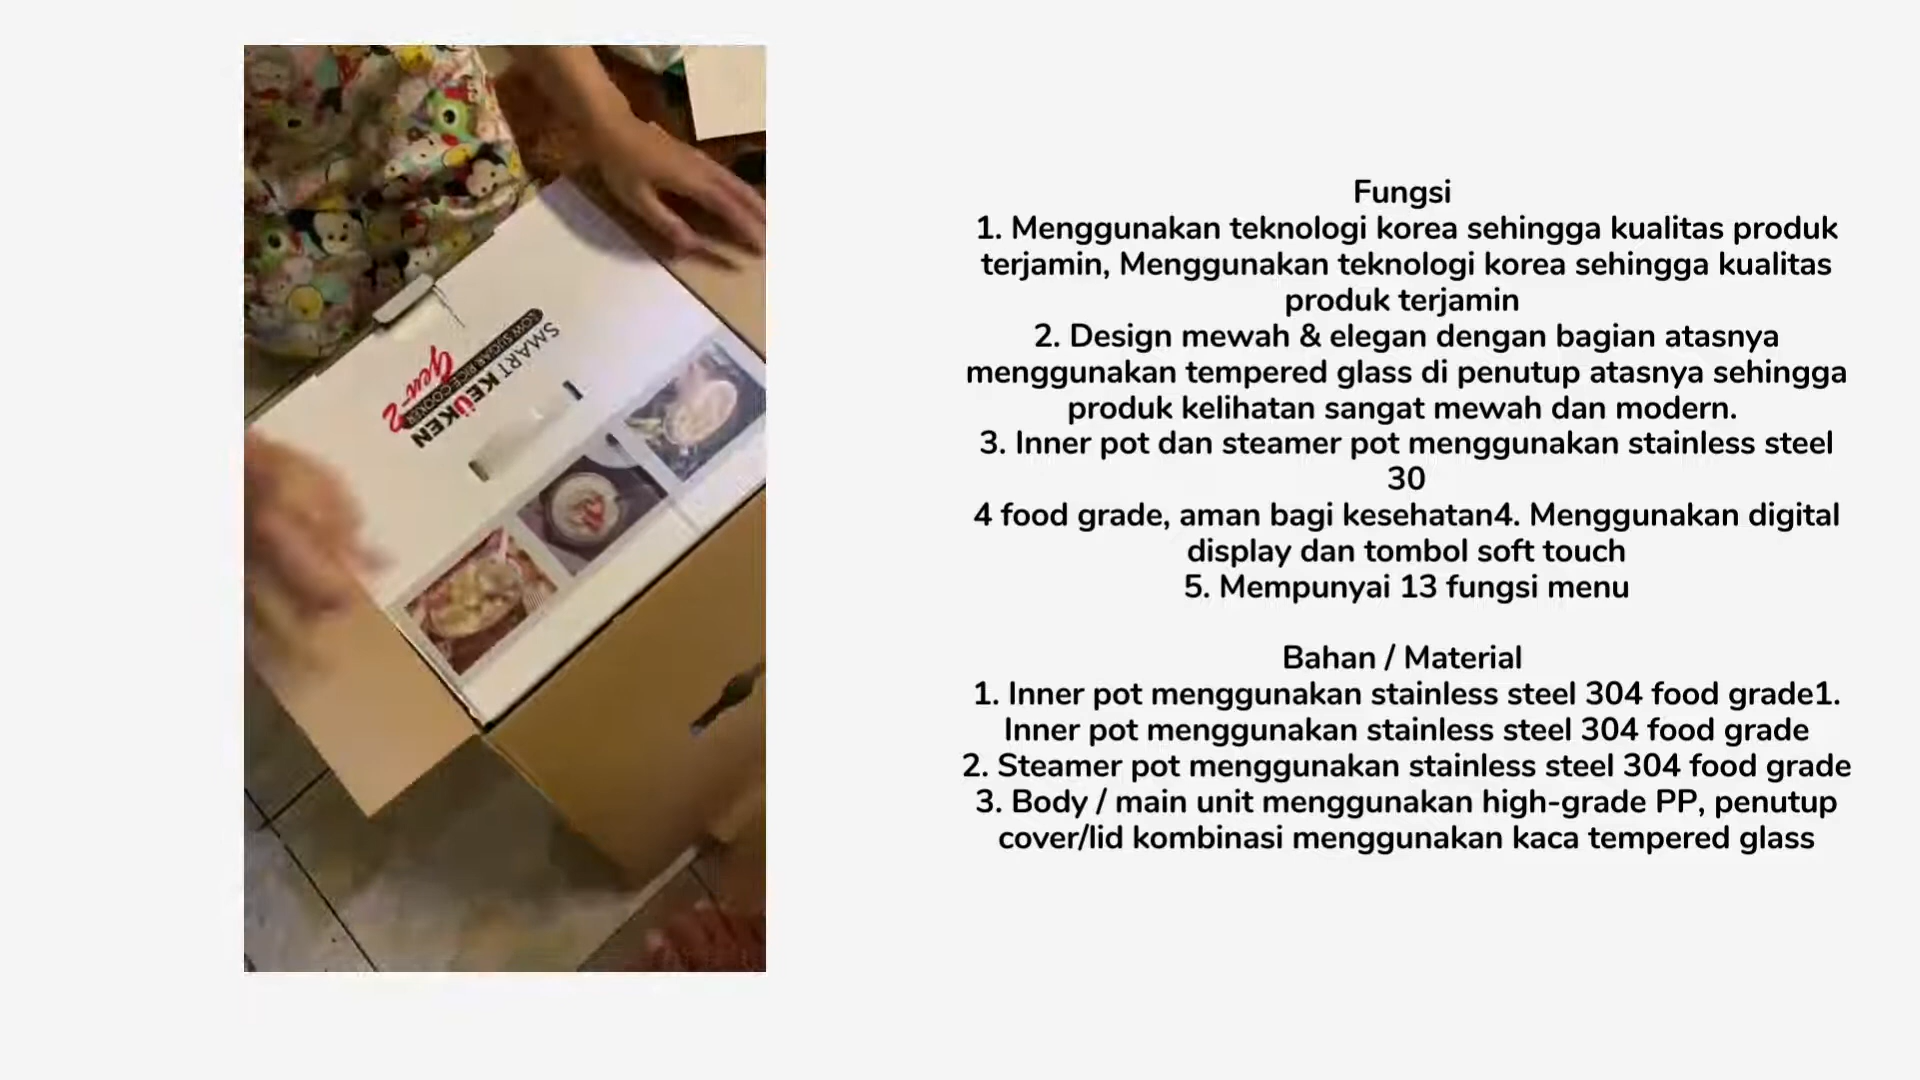 SMART KEÜKEN
LOW SUGAR RICE COOKER
Gen-2
Fungsi
1. Menggunakan teknologi korea sehingga kualitas produk
terjamin, Menggunakan teknologi korea sehingga kualitas
produk terjamin
2. Design mewah & elegan dengan bagian atasnya
menggunakan tempered glass di penutup atasnya sehingga
produk kelihatan sangat mewah dan modern.
3. Inner pot dan steamer pot menggunakan stainless steel
30
4 food grade, aman bagi kesehatan4. Menggunakan digital
display dan tombol soft touch
5. Mempunyai 13 fungsi menu
Bahan / Material
1. Inner pot menggunakan stainless steel 304 food grade1.
Inner pot menggunakan stainless steel 304 food grade
2. Steamer pot menggunakan stainless steel 304 food grade
3. Body / main unit menggunakan high-grade PP, penutup
cover/lid kombinasi menggunakan kaca tempered glass